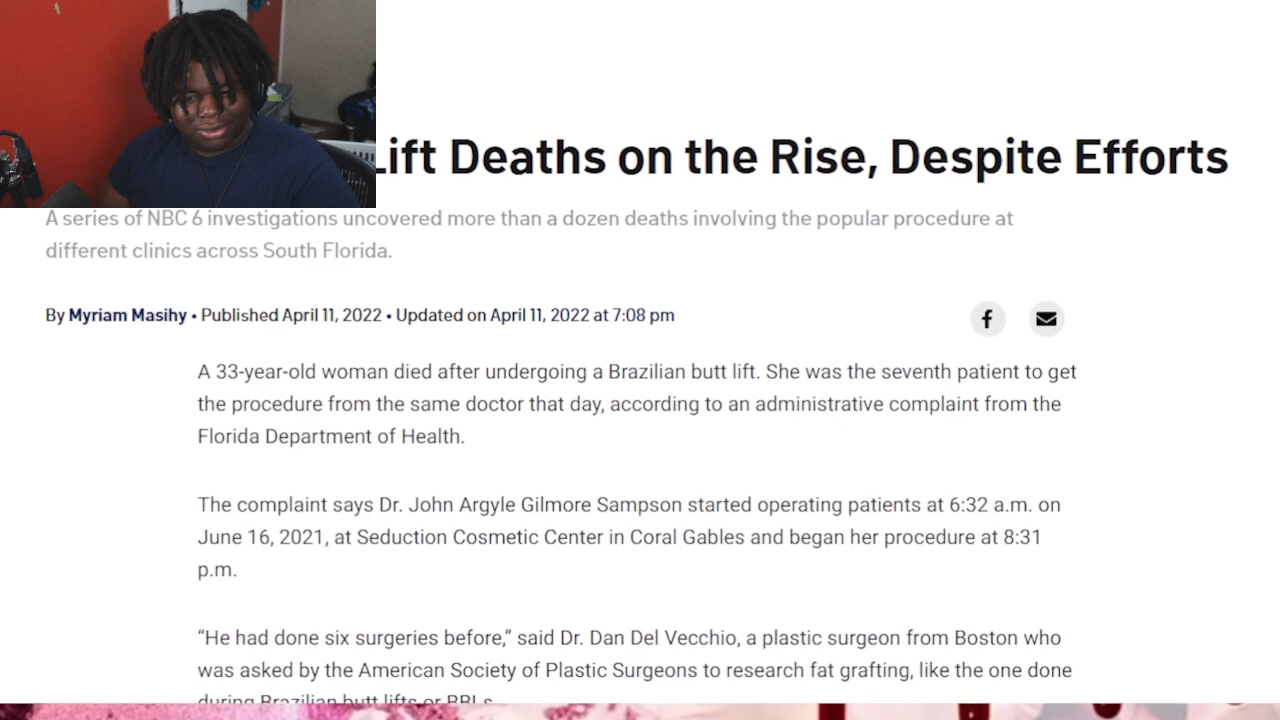 Lift Deaths on the Rise, Despite Efforts
A series of NBC 6 investigations uncovered more than a dozen deaths involving the popular procedure at
different clinics across South Florida.
By Myriam Masihy • Published April 11, 2022 • Updated on April 11, 2022 at 7:08 pm
A 33-year-old woman died after undergoing a Brazilian butt lift. She was the seventh patient to get
the procedure from the same doctor that day, according to an administrative complaint from the
Florida Department of Health.
The complaint says Dr. John Argyle Gilmore Sampson started operating patients at 6:32 a.m. on
June 16, 2021, at Seduction Cosmetic Center in Coral Gables and began her procedure at 8:31
p.m.
“He had done six surgeries before,” said Dr. Dan Del Vecchio, a plastic surgeon from Boston who
was asked by the American Society of Plastic Surgeons to research fat grafting, like the one done
during Brazilian butt lifts or BBLs.